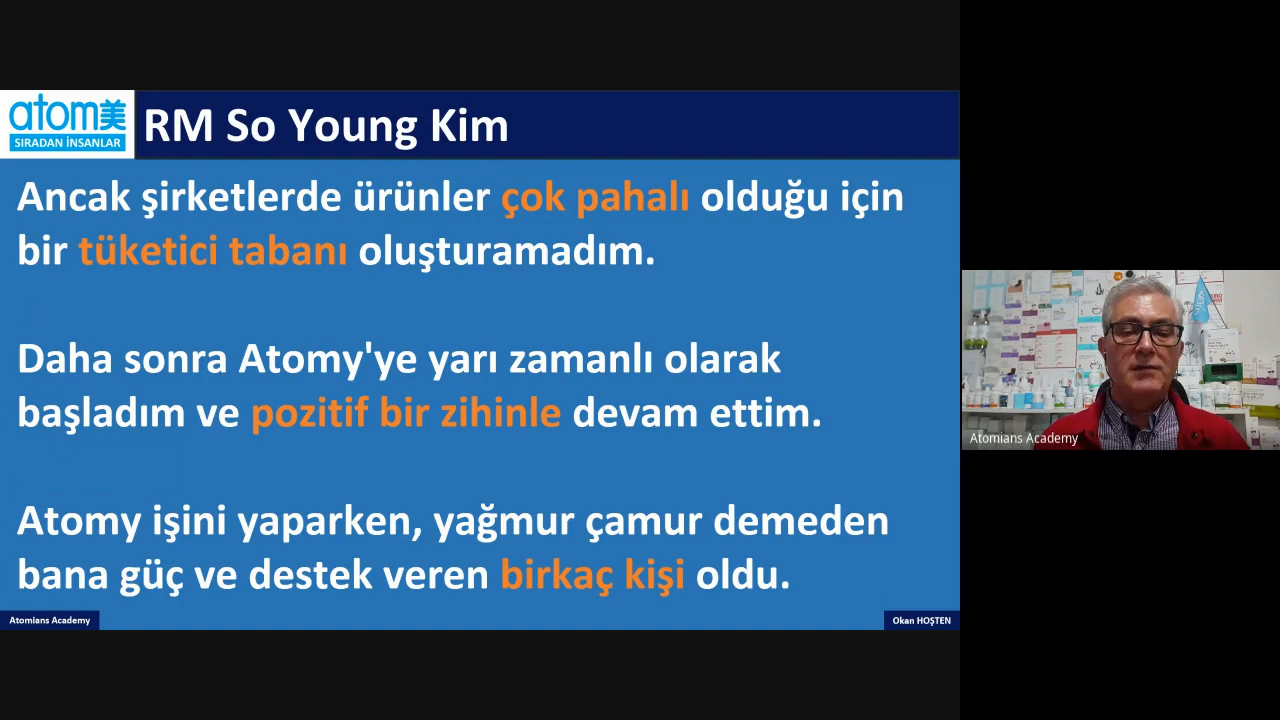 atom美
SIRADAN İNSANLAR
RM So Young Kim
Ancak şirketlerde ürünler çok pahalı olduğu için
bir tüketici tabanı oluşturamadım.
Daha sonra Atomy'ye yarı zamanlı olarak
başladım ve pozitif bir zihinle devam ettim.
Atomy işini yaparken, yağmur çamur demeden
bana güç ve destek veren birkaç kişi oldu.
Atomians Academy
Okan HOŞTEN
Atomians Academy